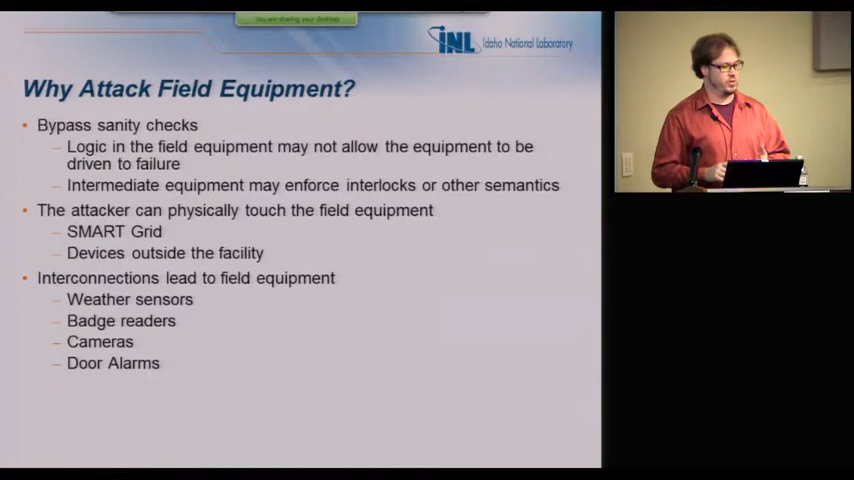 You are sharing your desktop
INL Idaho National Laboratory
Why Attack Field Equipment?
• Bypass sanity checks
– Logic in the field equipment may not allow the equipment to be
driven to failure
– Intermediate equipment may enforce interlocks or other semantics
• The attacker can physically touch the field equipment
– SMART Grid
– Devices outside the facility
• Interconnections lead to field equipment
– Weather sensors
– Badge readers
– Cameras
– Door Alarms